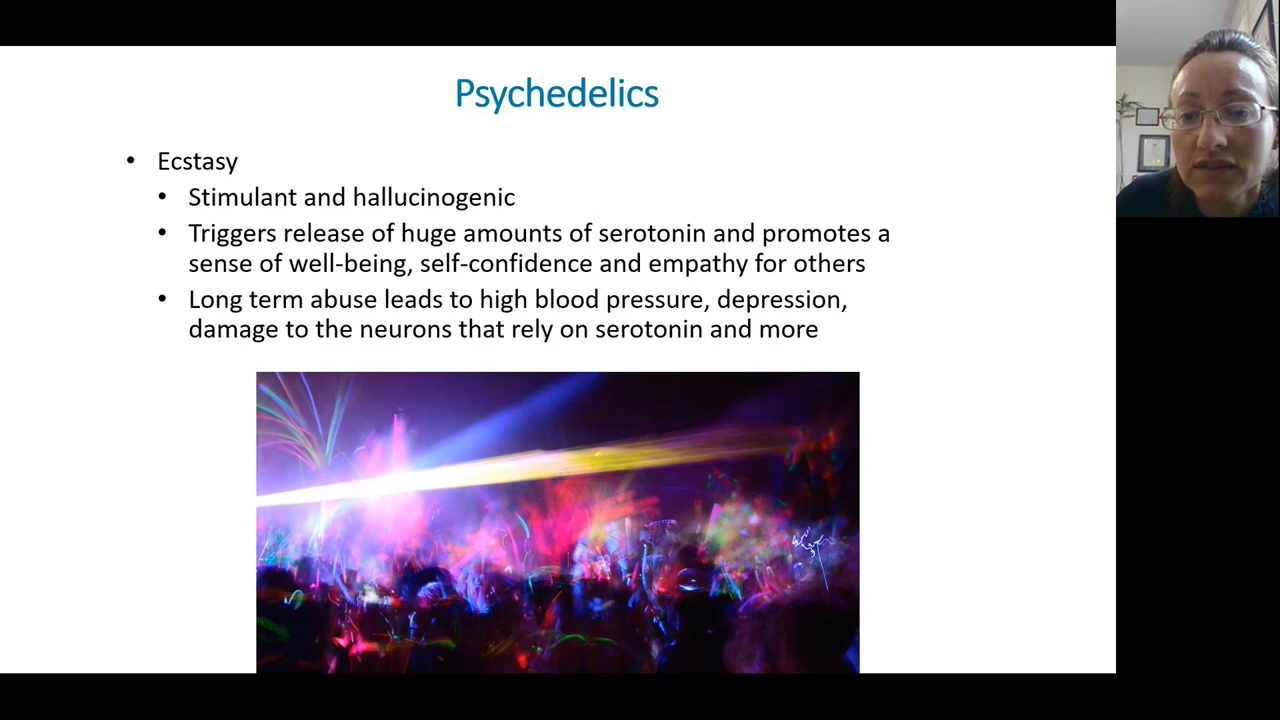 Psychedelics
• Ecstasy
• Stimulant and hallucinogenic
• Triggers release of huge amounts of serotonin and promotes a
sense of well-being, self-confidence and empathy for others
• Long term abuse leads to high blood pressure, depression,
damage to the neurons that rely on serotonin and more